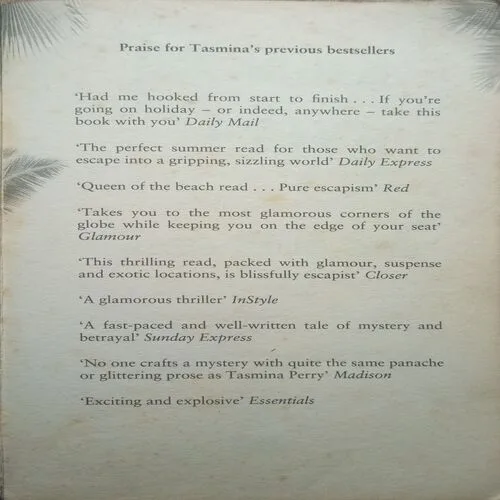 Praise for Tasmina's previous bestsellers
'Had me hooked from start to finish . . . If you're
going on holiday – or indeed, anywhere – take this
book with you' Daily Mail
'The perfect summer read for those who want to
escape into a gripping, sizzling world' Daily Express
'Queen of the beach read . . . Pure escapism' Red
'Takes you to the most glamorous corners of the
globe while keeping you on the edge of your seat'
Glamour
'This thrilling read, packed with glamour, suspense
and exotic locations, is blissfully escapist' Closer
'A glamorous thriller' InStyle
'A fast-paced and well-written tale of mystery and
betrayal' Sunday Express
'No one crafts a mystery with quite the same panache
or glittering prose as Tasmina Perry' Madison
'Exciting and explosive' Essentials